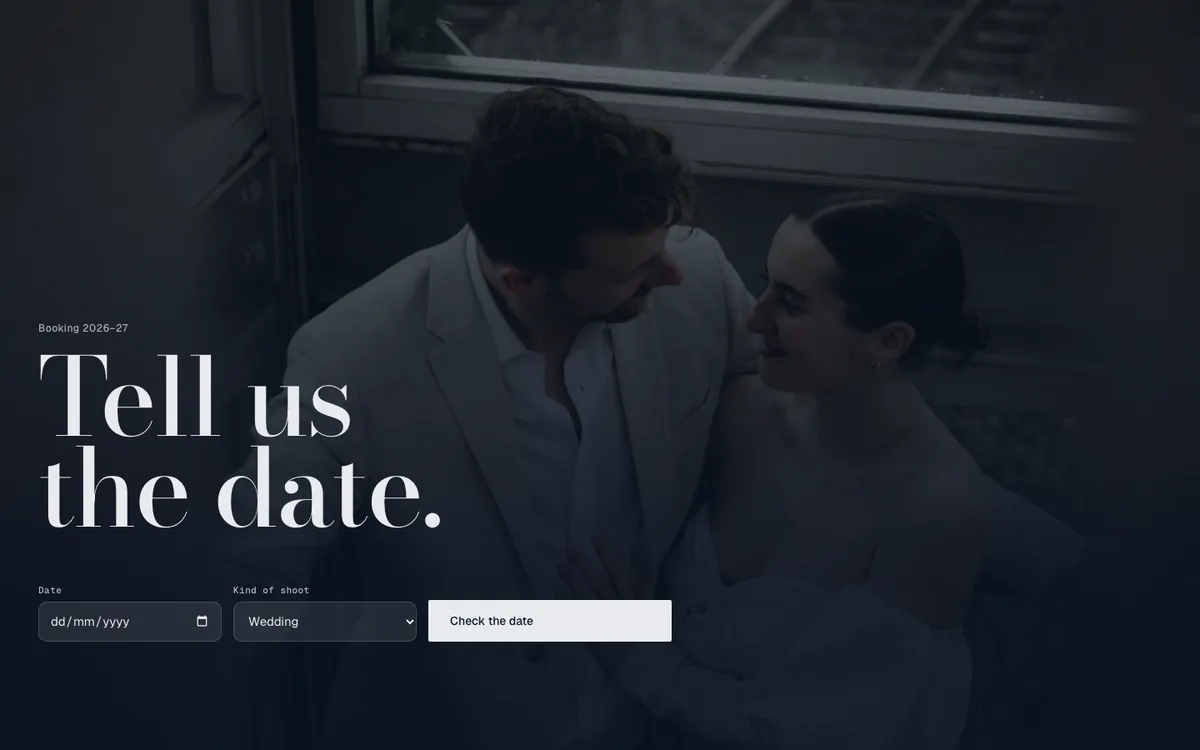 Booking 2026–27
Tell us
the date.
Date
Kind of shoot
dd/mm/yyyy
Wedding
Check the date